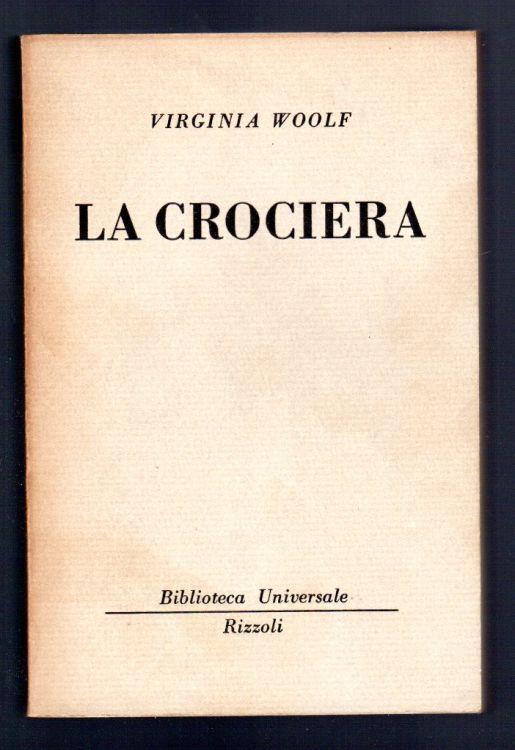 VIRGINIA WOOLF
LA CROCIERA
Biblioteca Universale
Rizzoli